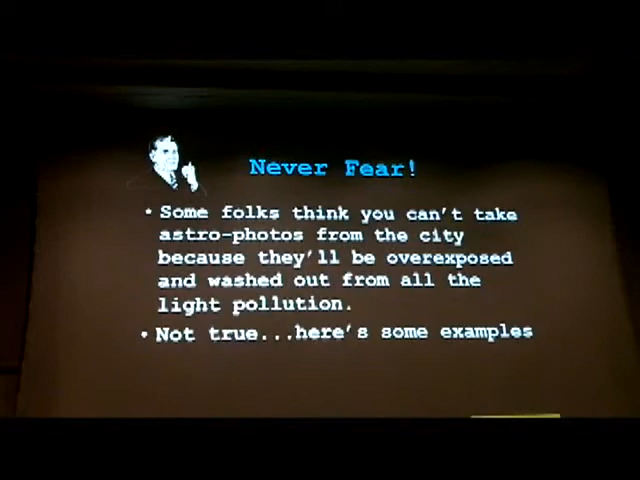 Never Fear!
• Some folks think you can't take
astro-photos from the city
because they'll be overexposed
and washed out from all the
light pollution.
• Not true...here's some examples